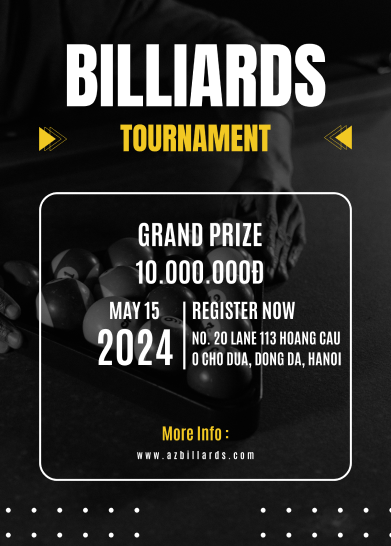 BILLIARDS
TOURNAMENT
GRAND PRIZE
10.000.000Đ
MAY 15
2024
REGISTER NOW
NO. 20 LANE 113 HOANG CAU
O CHO DUA, DONG DA, HANOI
More Info :
www.azbillards.com